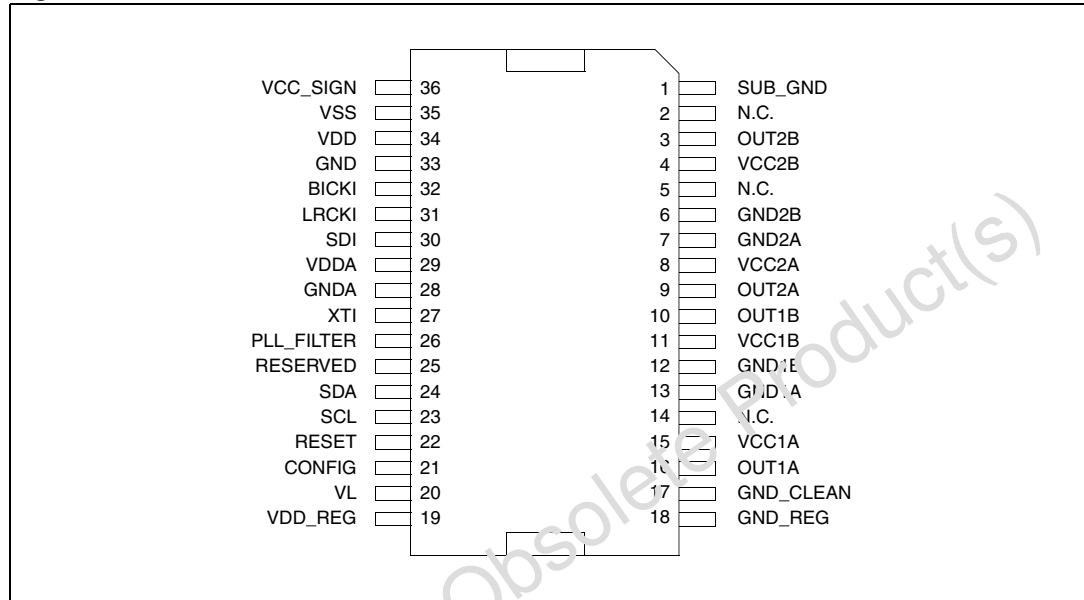 VCC_SIGN 36 1 SUB_GND
VSS 35 2 N.C.
VDD 34 3 OUT2B
GND 33 4 VCC2B
BICKI 32 5 N.C.
LRCKI 31 6 GND2B
SDI 30 7 GND2A
VDDA 29 8 VCC2A
GNDA 28 9 OUT2A
XTI 27 10 OUT1B
PLL_FILTER 26 11 VCC1B
RESERVED 25 12 GND1B
SDA 24 13 GND1A
SCL 23 14 N.C.
RESET 22 15 VCC1A
CONFIG 21 16 OUT1A
VL 20 17 GND_CLEAN
VDD_REG 19 18 GND_REG
Obsolete Product(s)